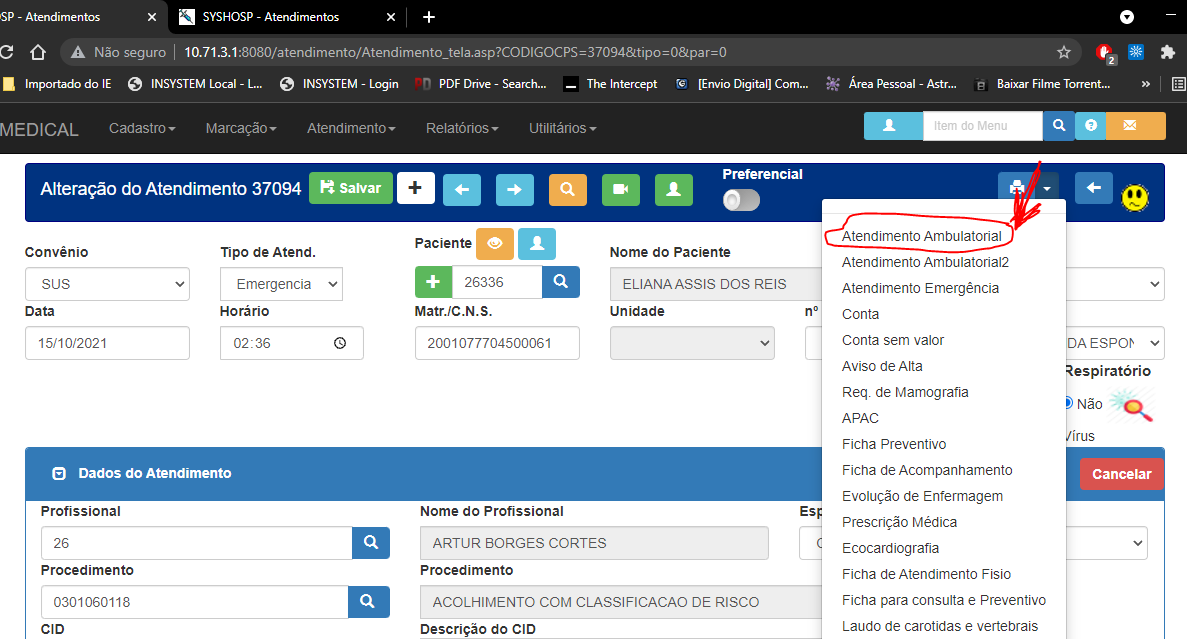 SP - Atendimentos
SYSHOSP - Atendimentos
Não seguro
10.71.3.1:8080/atendimento/Atendimento_tela.asp?CODIGOCPS=37094&tipo=0&par=0
2
Importado do IE
INSYSTEM Local - L...
INSYSTEM - Login
PDF Drive - Search...
The Intercept
[Envio Digital] Com...
Área Pessoal - Astr...
Baixar Filme Torrent...
MEDICAL
Cadastro
Marcação
Atendimento
Relatórios
Utilitários
Item do Menu
Alteração do Atendimento 37094
Salvar
Preferencial
Atendimento Ambulatorial
Atendimento Ambulatorial2
Atendimento Emergência
Conta
Conta sem valor
Aviso de Alta
Req. de Mamografia
APAC
Ficha Preventivo
Ficha de Acompanhamento
Evolução de Enfermagem
Prescrição Médica
Ecocardiografia
Ficha de Atendimento Fisio
Ficha para consulta e Preventivo
Laudo de carotidas e vertebrais
Convênio
Tipo de Atend.
Paciente
Nome do Paciente
SUS
Emergencia
26336
ELIANA ASSIS DOS REIS
Data
Horário
Matr./C.N.S.
Unidade
nº
15/10/2021
02:36
2001077704500061
DA ESPON
Respiratório
Não
Vírus
Dados do Atendimento
Cancelar
Profissional
Nome do Profissional
Esp
26
ARTUR BORGES CORTES
Procedimento
Procedimento
0301060118
ACOLHIMENTO COM CLASSIFICACAO DE RISCO
CID
Descrição do CID